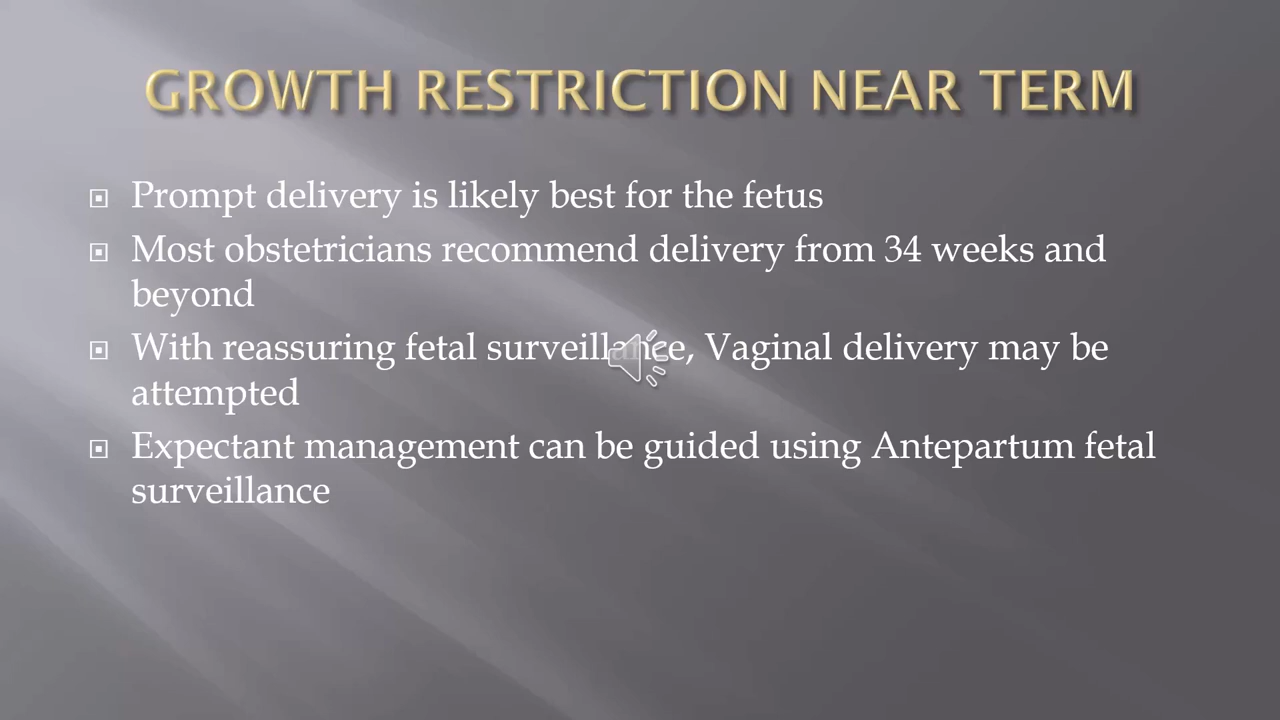 GROWTH RESTRICTION NEAR TERM
Prompt delivery is likely best for the fetus
Most obstetricians recommend delivery from 34 weeks and
beyond
With reassuring fetal surveillance, Vaginal delivery may be
attempted
Expectant management can be guided using Antepartum fetal
surveillance